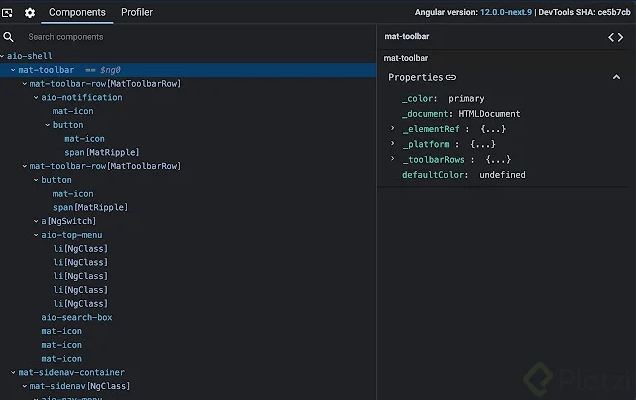 Components
Profiler
Angular version: 12.0.0-next.9 | DevTools SHA: ce5b7cb
Search components
aio-shell
mat-toolbar == $ng0
mat-toolbar-row[MatToolbarRow]
aio-notification
mat-icon
button
mat-icon
span[MatRipple]
mat-toolbar-row[MatToolbarRow]
button
mat-icon
span[MatRipple]
a[NgSwitch]
aio-top-menu
li[NgClass]
li[NgClass]
li[NgClass]
li[NgClass]
li[NgClass]
aio-search-box
mat-icon
mat-icon
mat-icon
mat-sidenav-container
mat-sidenav[NgClass]
aio-nav-menu
mat-toolbar
mat-toolbar
Properties
_color: primary
_document: HTMLDocument
_elementRef : {...}
_platform : {...}
_toolbarRows : {...}
defaultColor: undefined
Platzi